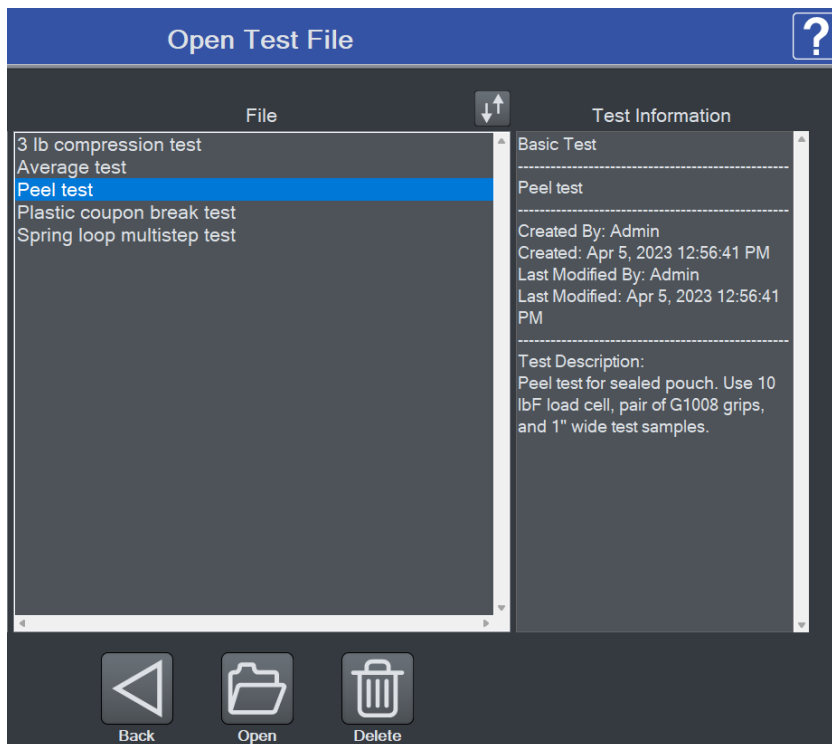 Open Test File
?
File
Test Information
3 lb compression test
Average test
Peel test
Plastic coupon break test
Spring loop multistep test
Basic Test
--------------------------------------------------
Peel test
--------------------------------------------------
Created By: Admin
Created: Apr 5, 2023 12:56:41 PM
Last Modified By: Admin
Last Modified: Apr 5, 2023 12:56:41
PM
--------------------------------------------------
Test Description:
Peel test for sealed pouch. Use 10
lbF load cell, pair of G1008 grips,
and 1" wide test samples.
Back
Open
Delete